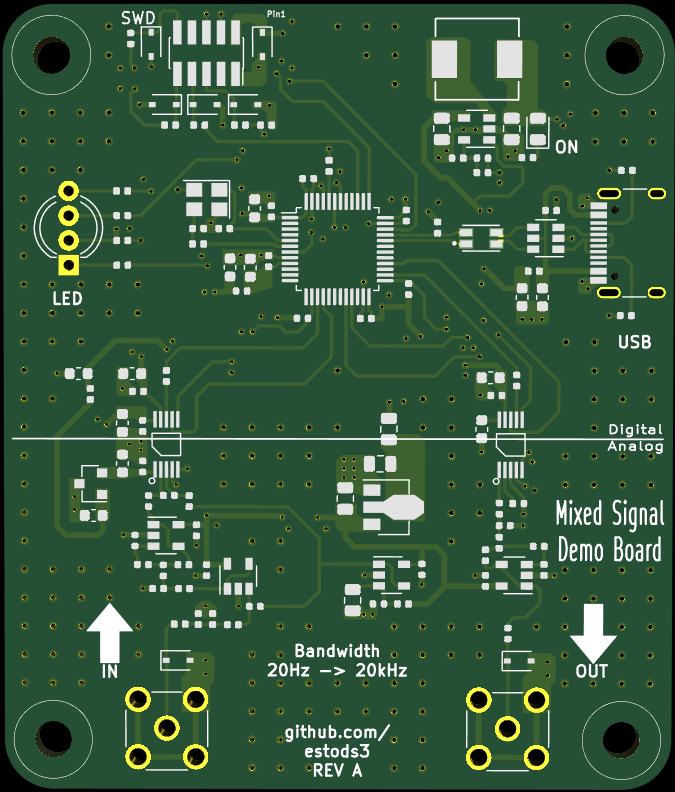 SWD
Pin1
ON
LED
USB
Digital
Analog
Mixed Signal
Demo Board
IN
Bandwidth
20Hz -> 20kHz
OUT
github.com/
estods3
REV A